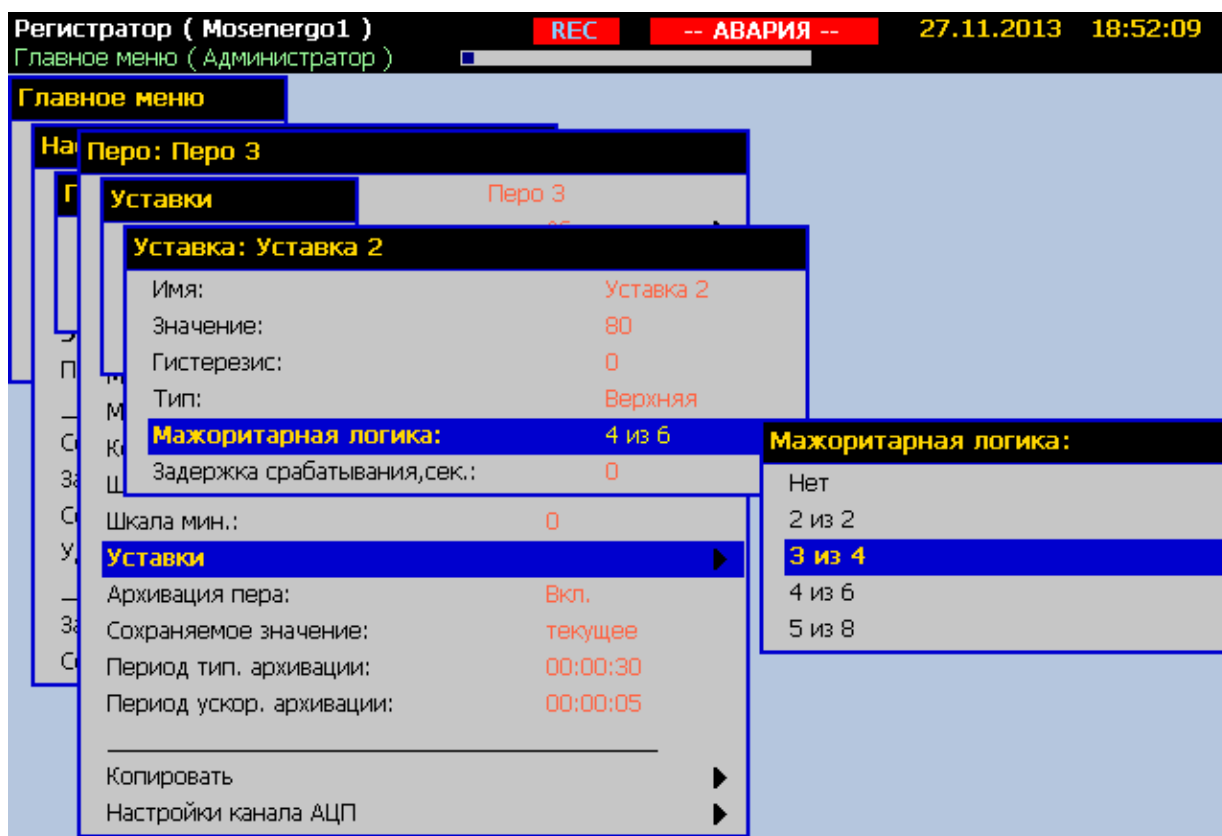 Регистратор ( Mosenergo1 ) REC -- АВАРИЯ -- 27.11.2013 18:52:09
Главное меню ( Администратор )
Главное меню
Перо: Перо 3
Перо 3
Уставки
Уставка: Уставка 2
Имя: Уставка 2
Значение: 80
Гистерезис: 0
Тип: Верхняя
Мажоритарная логика: 4 из 6
Задержка срабатывания,сек.: 0
Мажоритарная логика:
Нет
2 из 2
3 из 4
4 из 6
5 из 8
Шкала мин.: 0
Уставки
Архивация пера: Вкл.
Сохраняемое значение: текущее
Период тип. архивации: 00:00:30
Период ускор. архивации: 00:00:05
Копировать
Настройки канала АЦП